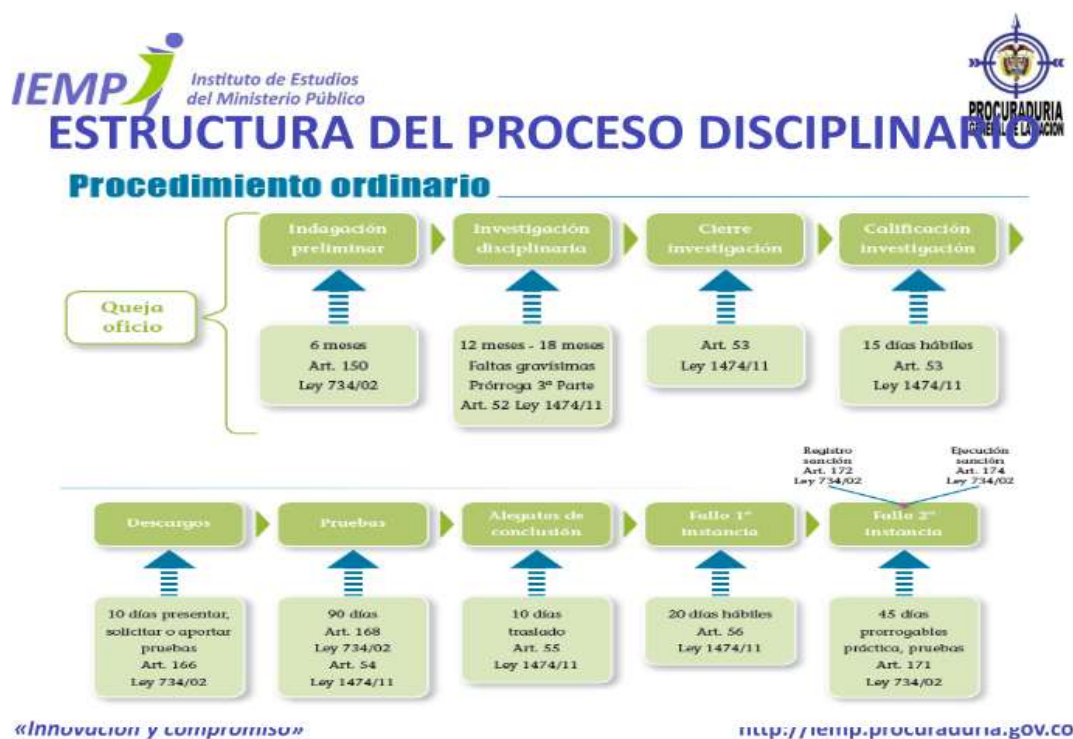 IEMP
Instituto de Estudios
del Ministerio Público
PROCURADURIA
GENERAL DE LA NACION
ESTRUCTURA DEL PROCESO DISCIPLINARIO
Procedimiento ordinario
Queja
oficio
Indagación
preliminar
6 meses
Art. 150
Ley 734/02
Investigación
disciplinaria
12 meses - 18 meses
Faltas gravísimas
Prórroga 3ª Parte
Art. 52 Ley 1474/11
Cierre
investigación
Art. 53
Ley 1474/11
Calificación
investigación
15 días hábiles
Art. 53
Ley 1474/11
Registro
sanción
Art. 172
Ley 734/02
Ejecución
sanción
Art. 174
Ley 734/02
Descargos
10 días presentar,
solicitar o aportar
pruebas
Art. 166
Ley 734/02
Pruebas
90 días
Art. 168
Ley 734/02
Art. 54
Ley 1474/11
Alegatos de
conclusión
10 días
traslado
Art. 55
Ley 1474/11
Fallo 1ª
instancia
20 días hábiles
Art. 56
Ley 1474/11
Fallo 2ª
instancia
45 días
prorrogables
práctica, pruebas
Art. 171
Ley 734/02
«Innovación y compromiso»
http://iemp.procuraduria.gov.co